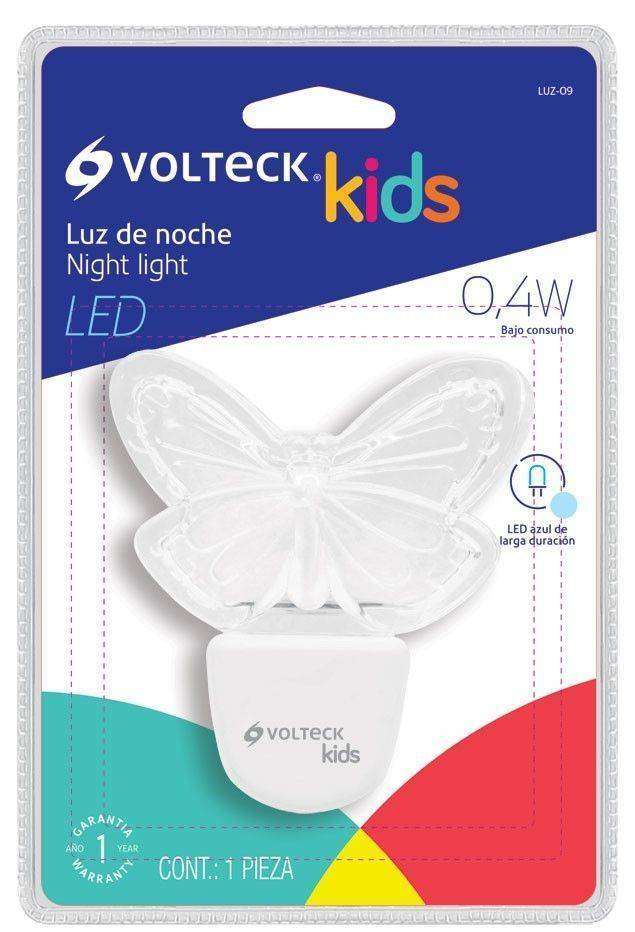 LUZ-09
VOLTECK® kids
Luz de noche
Night light
LED
0,4W
Bajo consumo
LED azul de
larga duración
VOLTECK
kids
GARANTÍA
AÑO 1 YEAR
WARRANTY
CONT.: 1 PIEZA